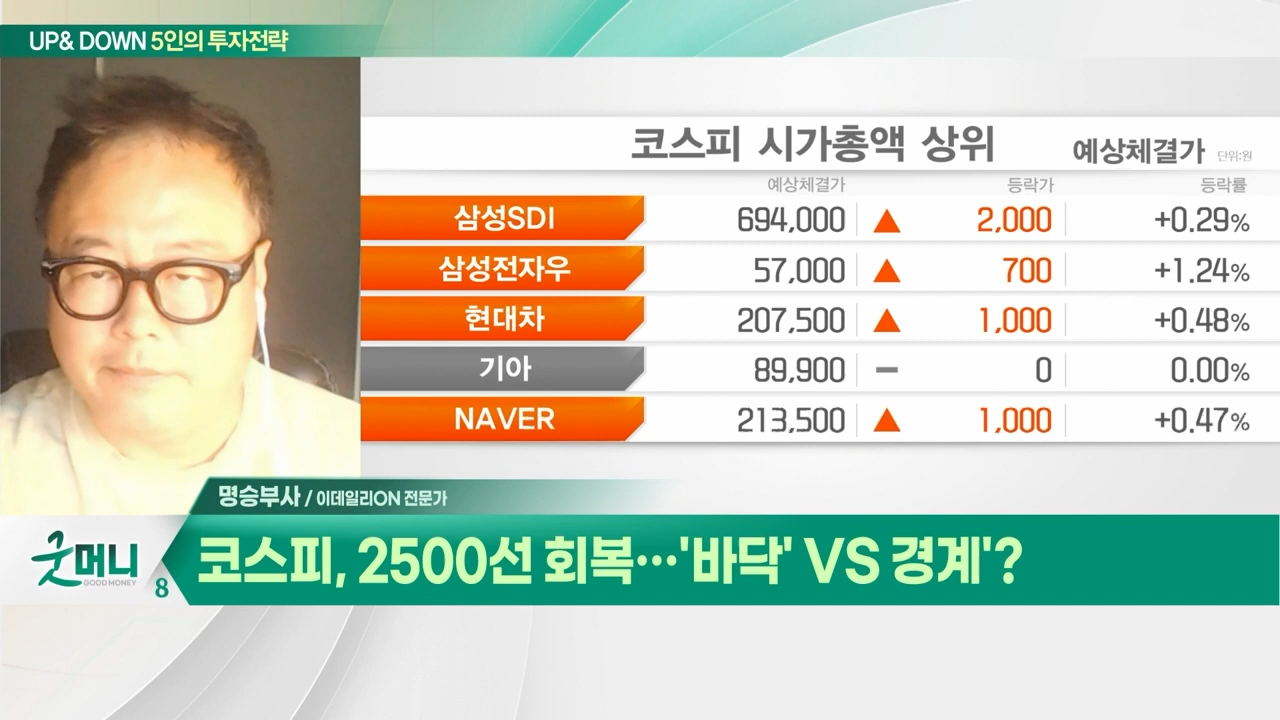 UP& DOWN 5인의 투자전략
코스피 시가총액 상위 예상체결가 단위:원
예상체결가 등락가 등락률
삼성SDI 694,000 ▲ 2,000 +0.29%
삼성전자우 57,000 ▲ 700 +1.24%
현대차 207,500 ▲ 1,000 +0.48%
기아 89,900 - 0 0.00%
NAVER 213,500 ▲ 1,000 +0.47%
명승부사 / 이데일리ON 전문가
굿머니
GOOD MONEY
8
코스피, 2500선 회복…'바닥' VS 경계'?